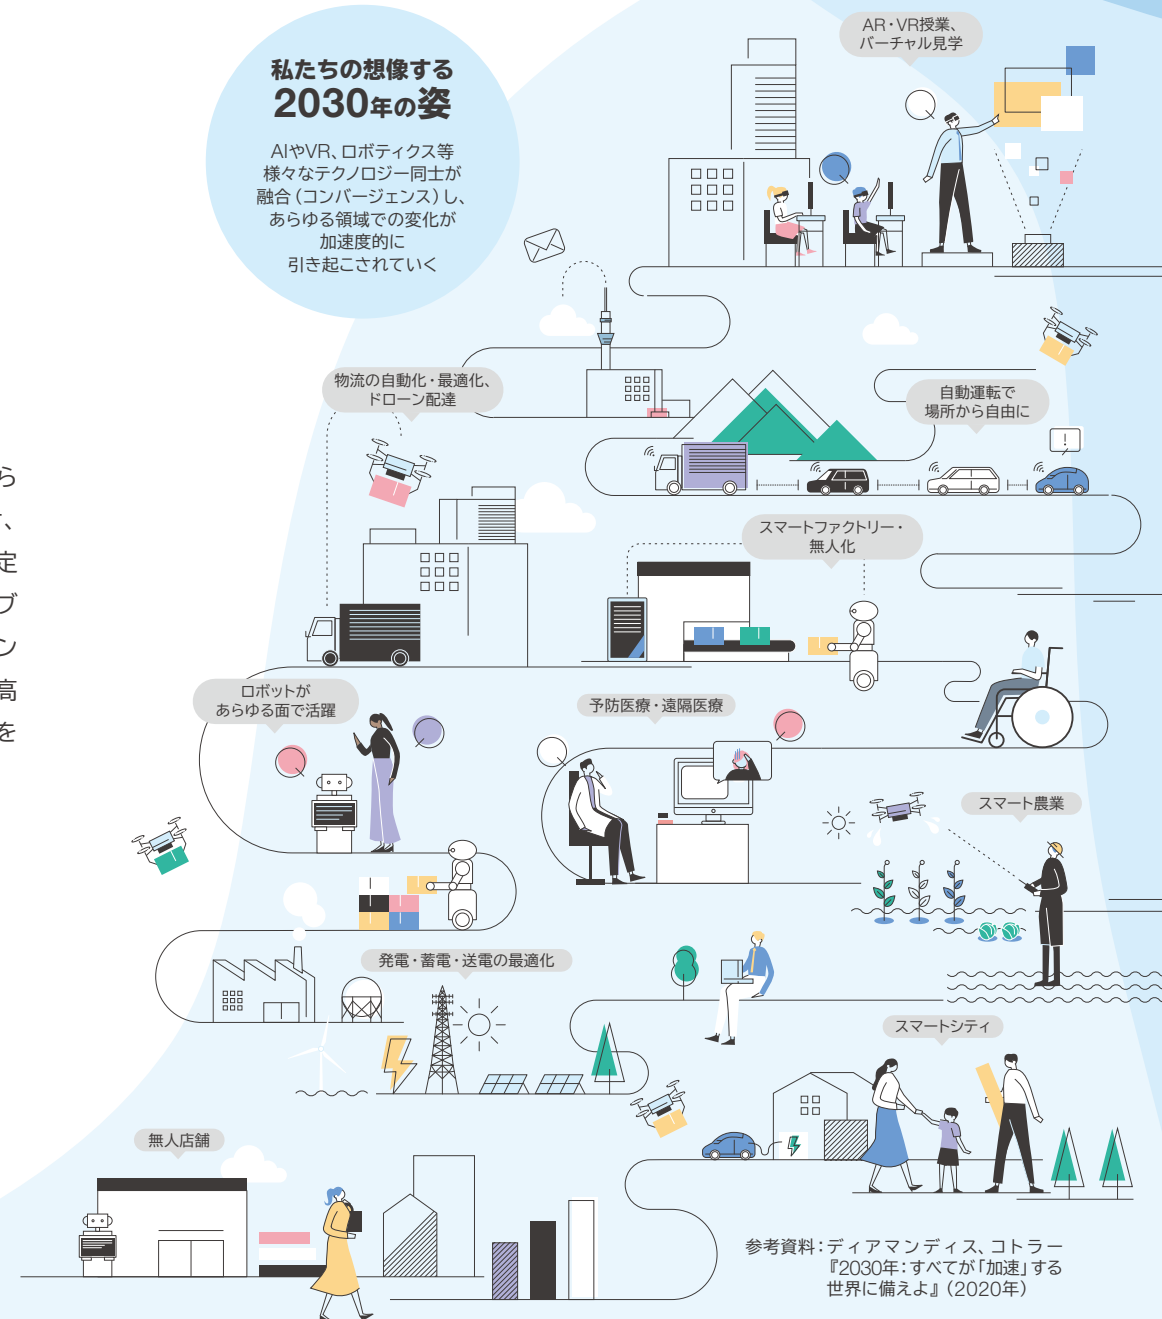 私たちの想像する
2030年の姿
AIやVR、ロボティクス等
様々なテクノロジー同士が
融合（コンバージェンス）し、
あらゆる領域での変化が
加速度的に
引き起こされていく
AR・VR授業、
バーチャル見学
物流の自動化・最適化、
ドローン配達
自動運転で
場所から自由に
!
スマートファクトリー・
無人化
ロボットが
あらゆる面で活躍
予防医療・遠隔医療
スマート農業
発電・蓄電・送電の最適化
スマートシティ
無人店舗
ら
、
定
ブ
ン
高
を
参考資料：ディアマンディス、コトラー
『2030年：すべてが「加速」する
世界に備えよ』（2020年）